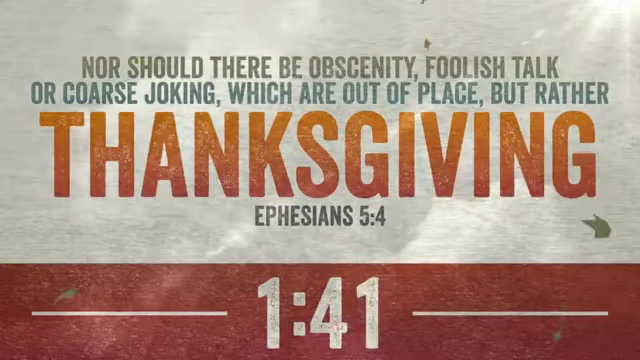 NOR SHOULD THERE BE OBSCENITY, FOOLISH TALK
OR COARSE JOKING, WHICH ARE OUT OF PLACE, BUT RATHER
THANKSGIVING
EPHESIANS 5:4
1:41